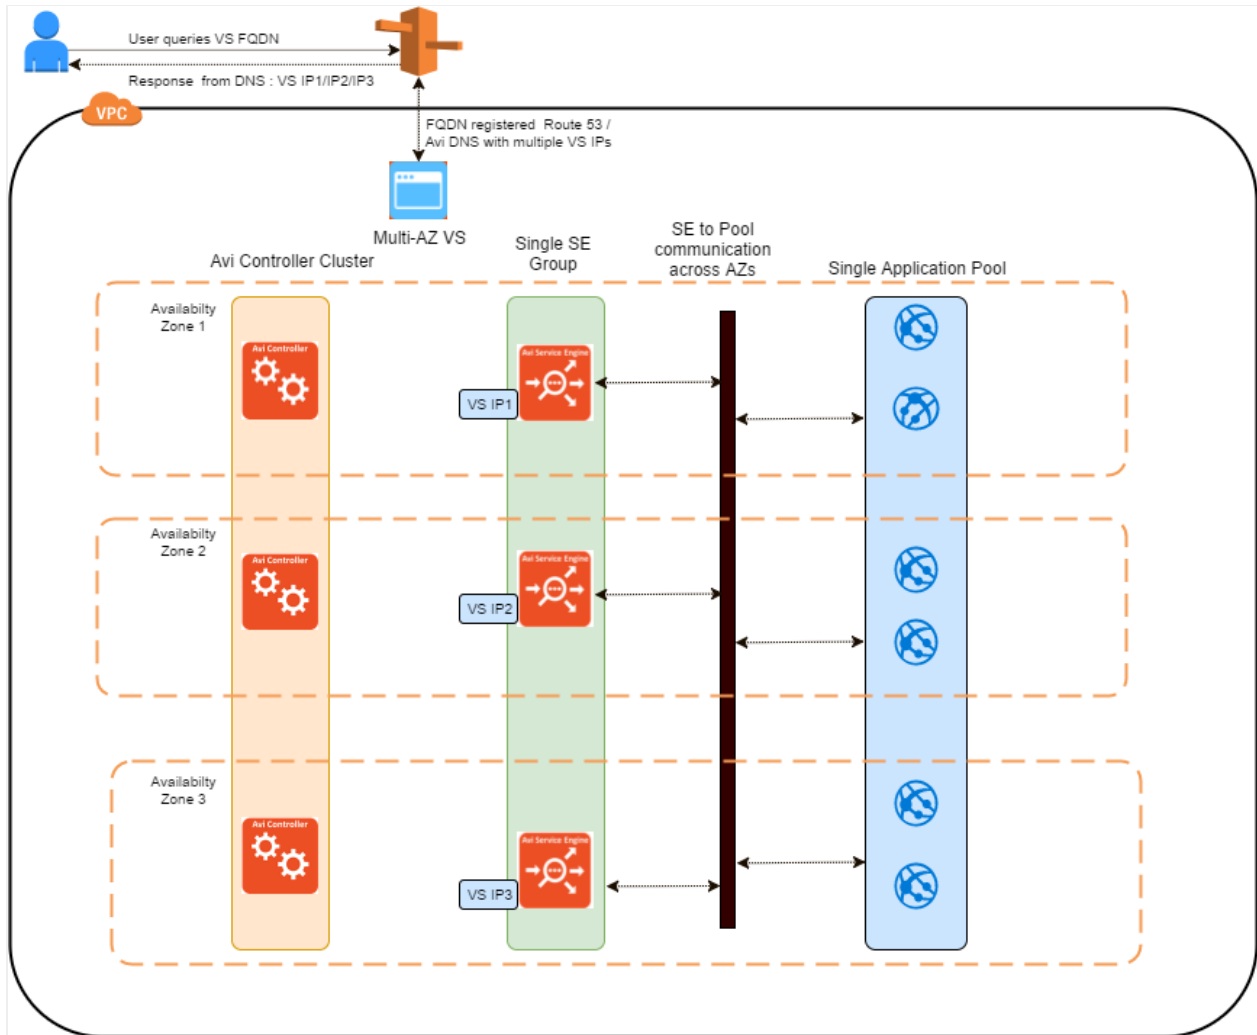 User queries VS FQDN
Response from DNS : VS IP1/IP2/IP3
VPC
FQDN registered Route 53 /
Avi DNS with multiple VS IPs
Multi-AZ VS
Avi Controller Cluster
Single SE
Group
SE to Pool
communication
across AZs
Single Application Pool
Availabilty
Zone 1
Avi Controller
Avi Service Engine
VS IP1
Availabilty
Zone 2
Avi Controller
Avi Service Engine
VS IP2
Availabilty
Zone 3
Avi Controller
Avi Service Engine
VS IP3